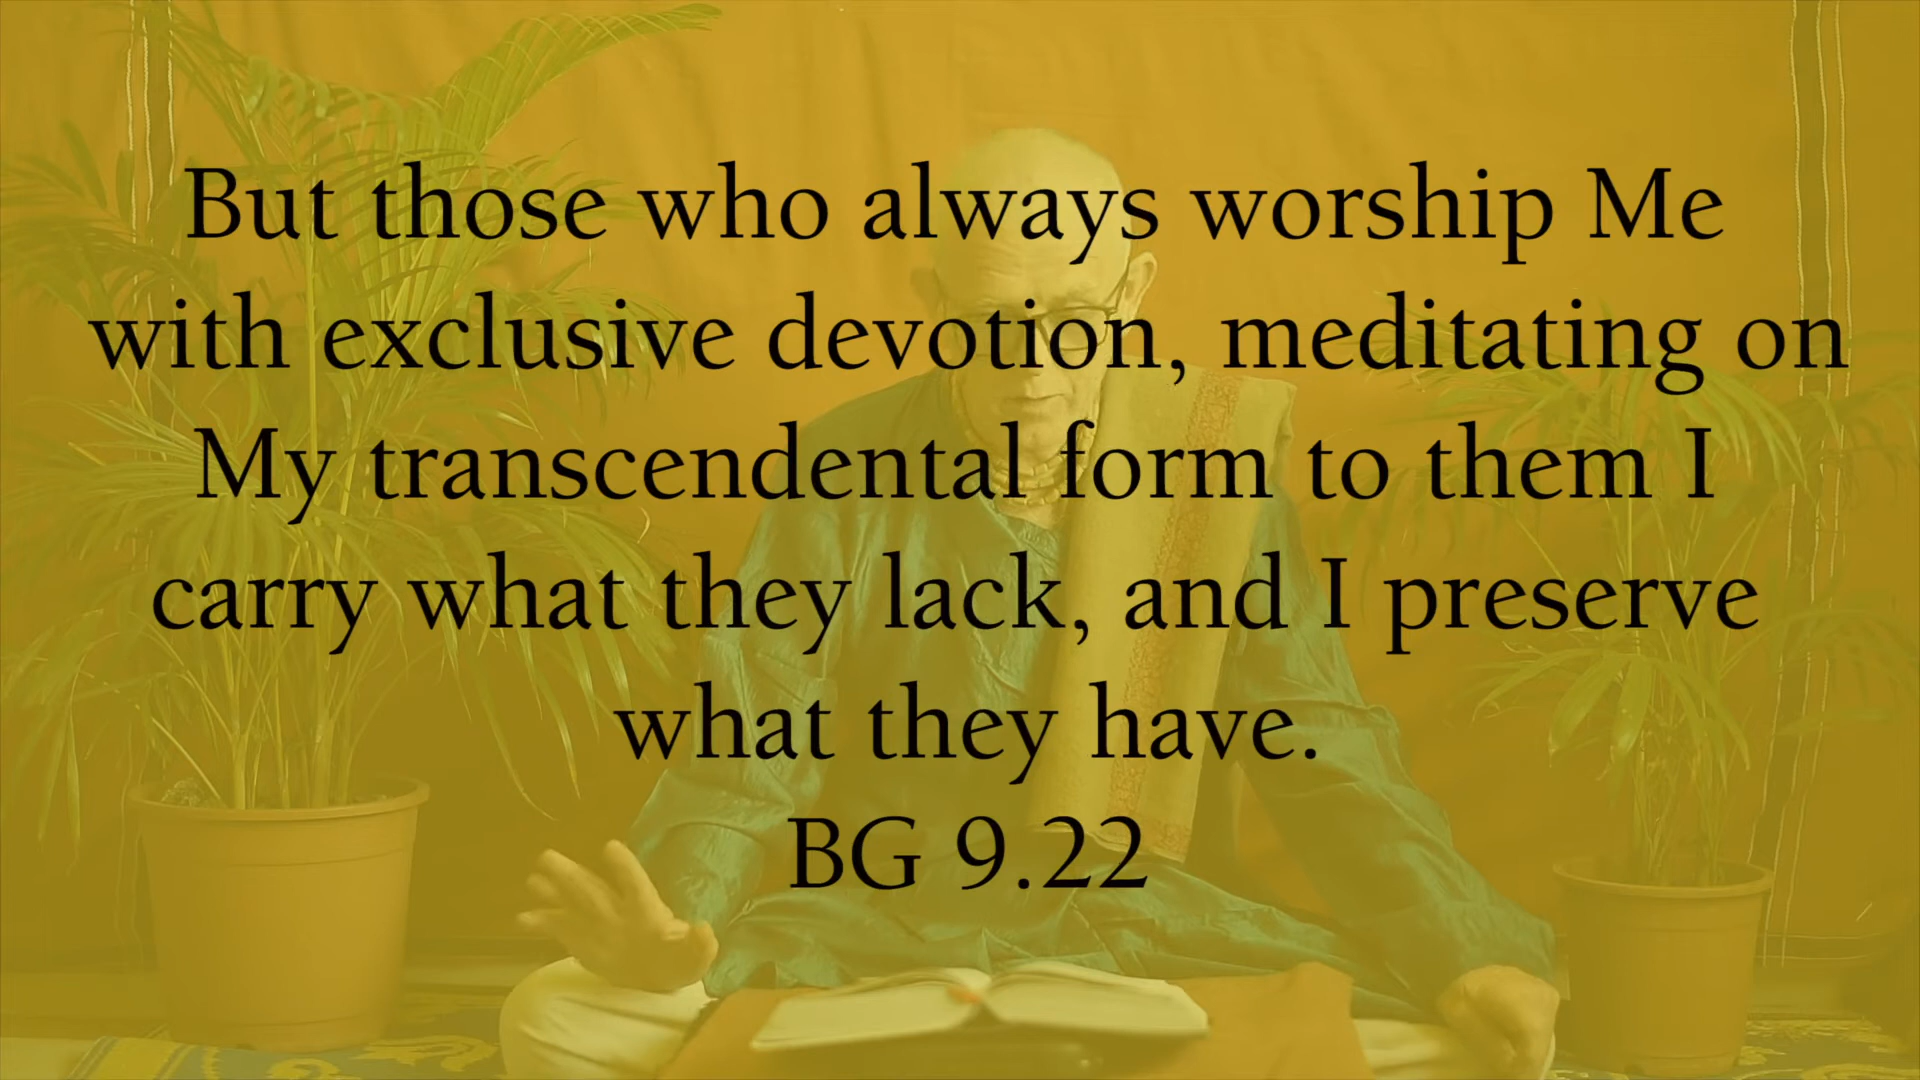 But those who always worship Me
with exclusive devotion, meditating on
My transcendental form to them I
carry what they lack, and I preserve
what they have.
BG 9.22